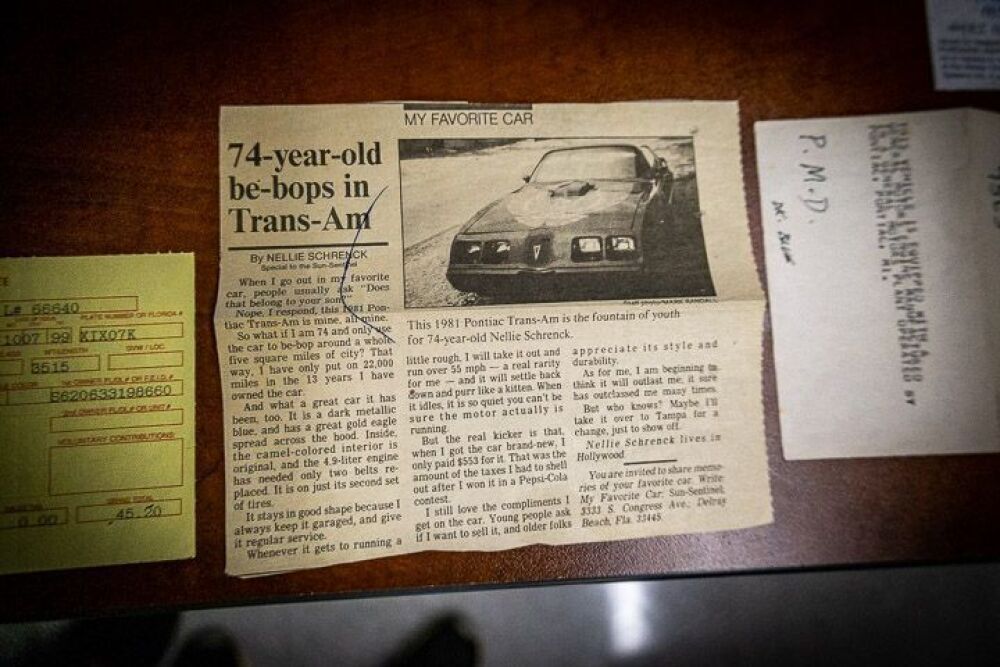 MY FAVORITE CAR
74-year-old
be-bops in
Trans-Am
By NELLIE SCHRENCK
Special to the Sun-Sentinel
When I go out in my favorite
car, people usually ask "Does
that belong to your son?"
Nope, I respond, this 1981 Pon-
tiac Trans-Am is mine, all mine.
So what if I am 74 and only use
the car to be-bop around a whole
five square miles of city? That
way, I have only put on 22,000
miles in the 13 years I have
owned the car.
And what a great car it has
been, too. It is a dark metallic
blue, and has a great gold eagle
spread across the hood. Inside,
the camel-colored interior is
original, and the 4.9-liter engine
has needed only two belts re-
placed. It is on just its second set
of tires.
It stays in good shape because I
always keep it garaged, and give
it regular service.
Whenever it gets to running a
MARK RANDALL
This 1981 Pontiac Trans-Am is the fountain of youth
for 74-year-old Nellie Schrenck.
little rough, I will take it out and
run over 55 mph — a real rarity
for me — and it will settle back
down and purr like a kitten. When
it idles, it is so quiet you can't be
sure the motor actually is
running.
But the real kicker is that,
when I got the car brand-new, I
only paid $553 for it. That was the
amount of the taxes I had to shell
out after I won it in a Pepsi-Cola
contest.
I still love the compliments I
get on the car. Young people ask
if I want to sell it, and older folks
appreciate its style and
durability.
As for me, I am beginning to
think it will outlast me, it sure
has outclassed me many times.
But who knows? Maybe I'll
take it over to Tampa for a
change, just to show off.
Nellie Schrenck lives in
Hollywood
You are invited to share memo-
ries of your favorite car. Write
My Favorite Car, Sun-Sentinel,
3333 S. Congress Ave., Delray
Beach, Fla. 33445.
L# 66640
PLATE NUMBER OR FLORIDA #
1007 99 KIX07K
3515
S620633198660
VOLUNTARY CONTRIBUTIONS
GRAND TOTAL
0.00 45.20
P.M.D.